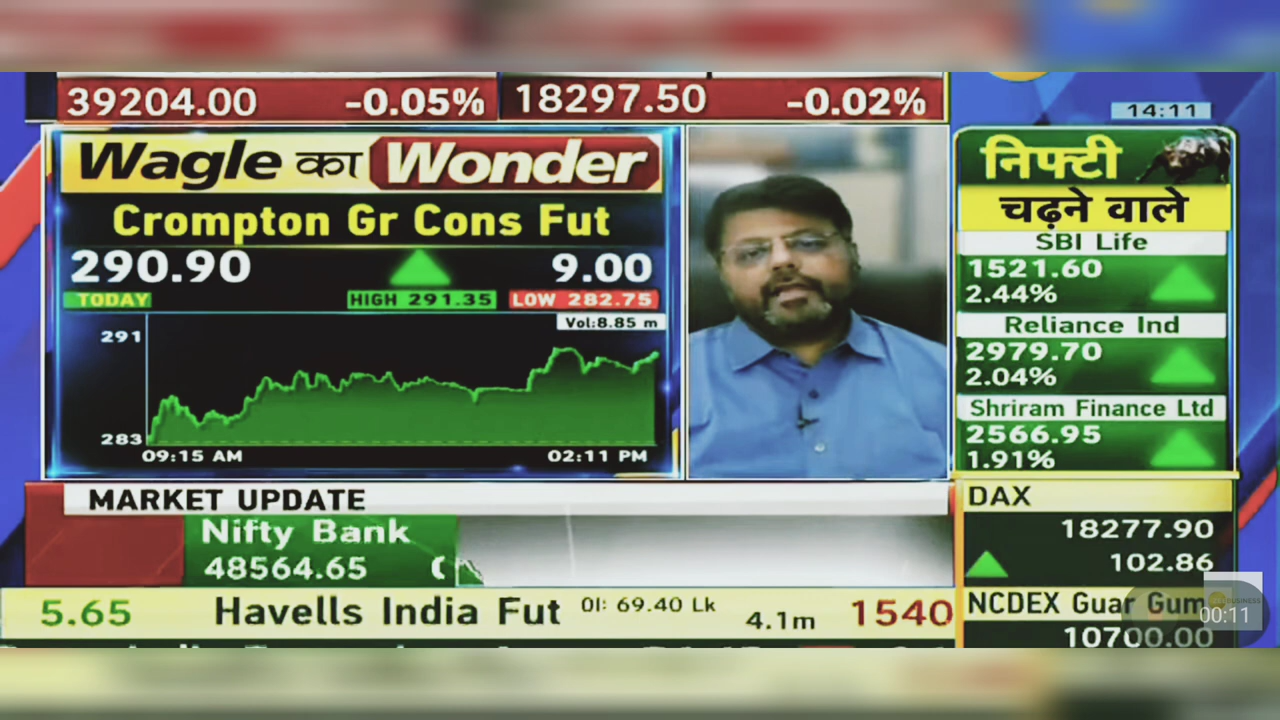 39204.00 -0.05% 18297.50 -0.02%
14:11
Wagle का Wonder
Crompton Gr Cons Fut
290.90 9.00
TODAY HIGH 291.35 LOW 282.75
Vol:8.85 m
291
283
09:15 AM 02:11 PM
निफ्टी
चढ़ने वाले
SBI Life
1521.60
2.44%
Reliance Ind
2979.70
2.04%
Shriram Finance Ltd
2566.95
1.91%
MARKET UPDATE
Nifty Bank
48564.65 (
DAX
18277.90
102.86
NCDEX Guar Gum
10700.00
BUSINESS
00:11
5.65 Havells India Fut OI: 69.40 Lk 4.1m 1540